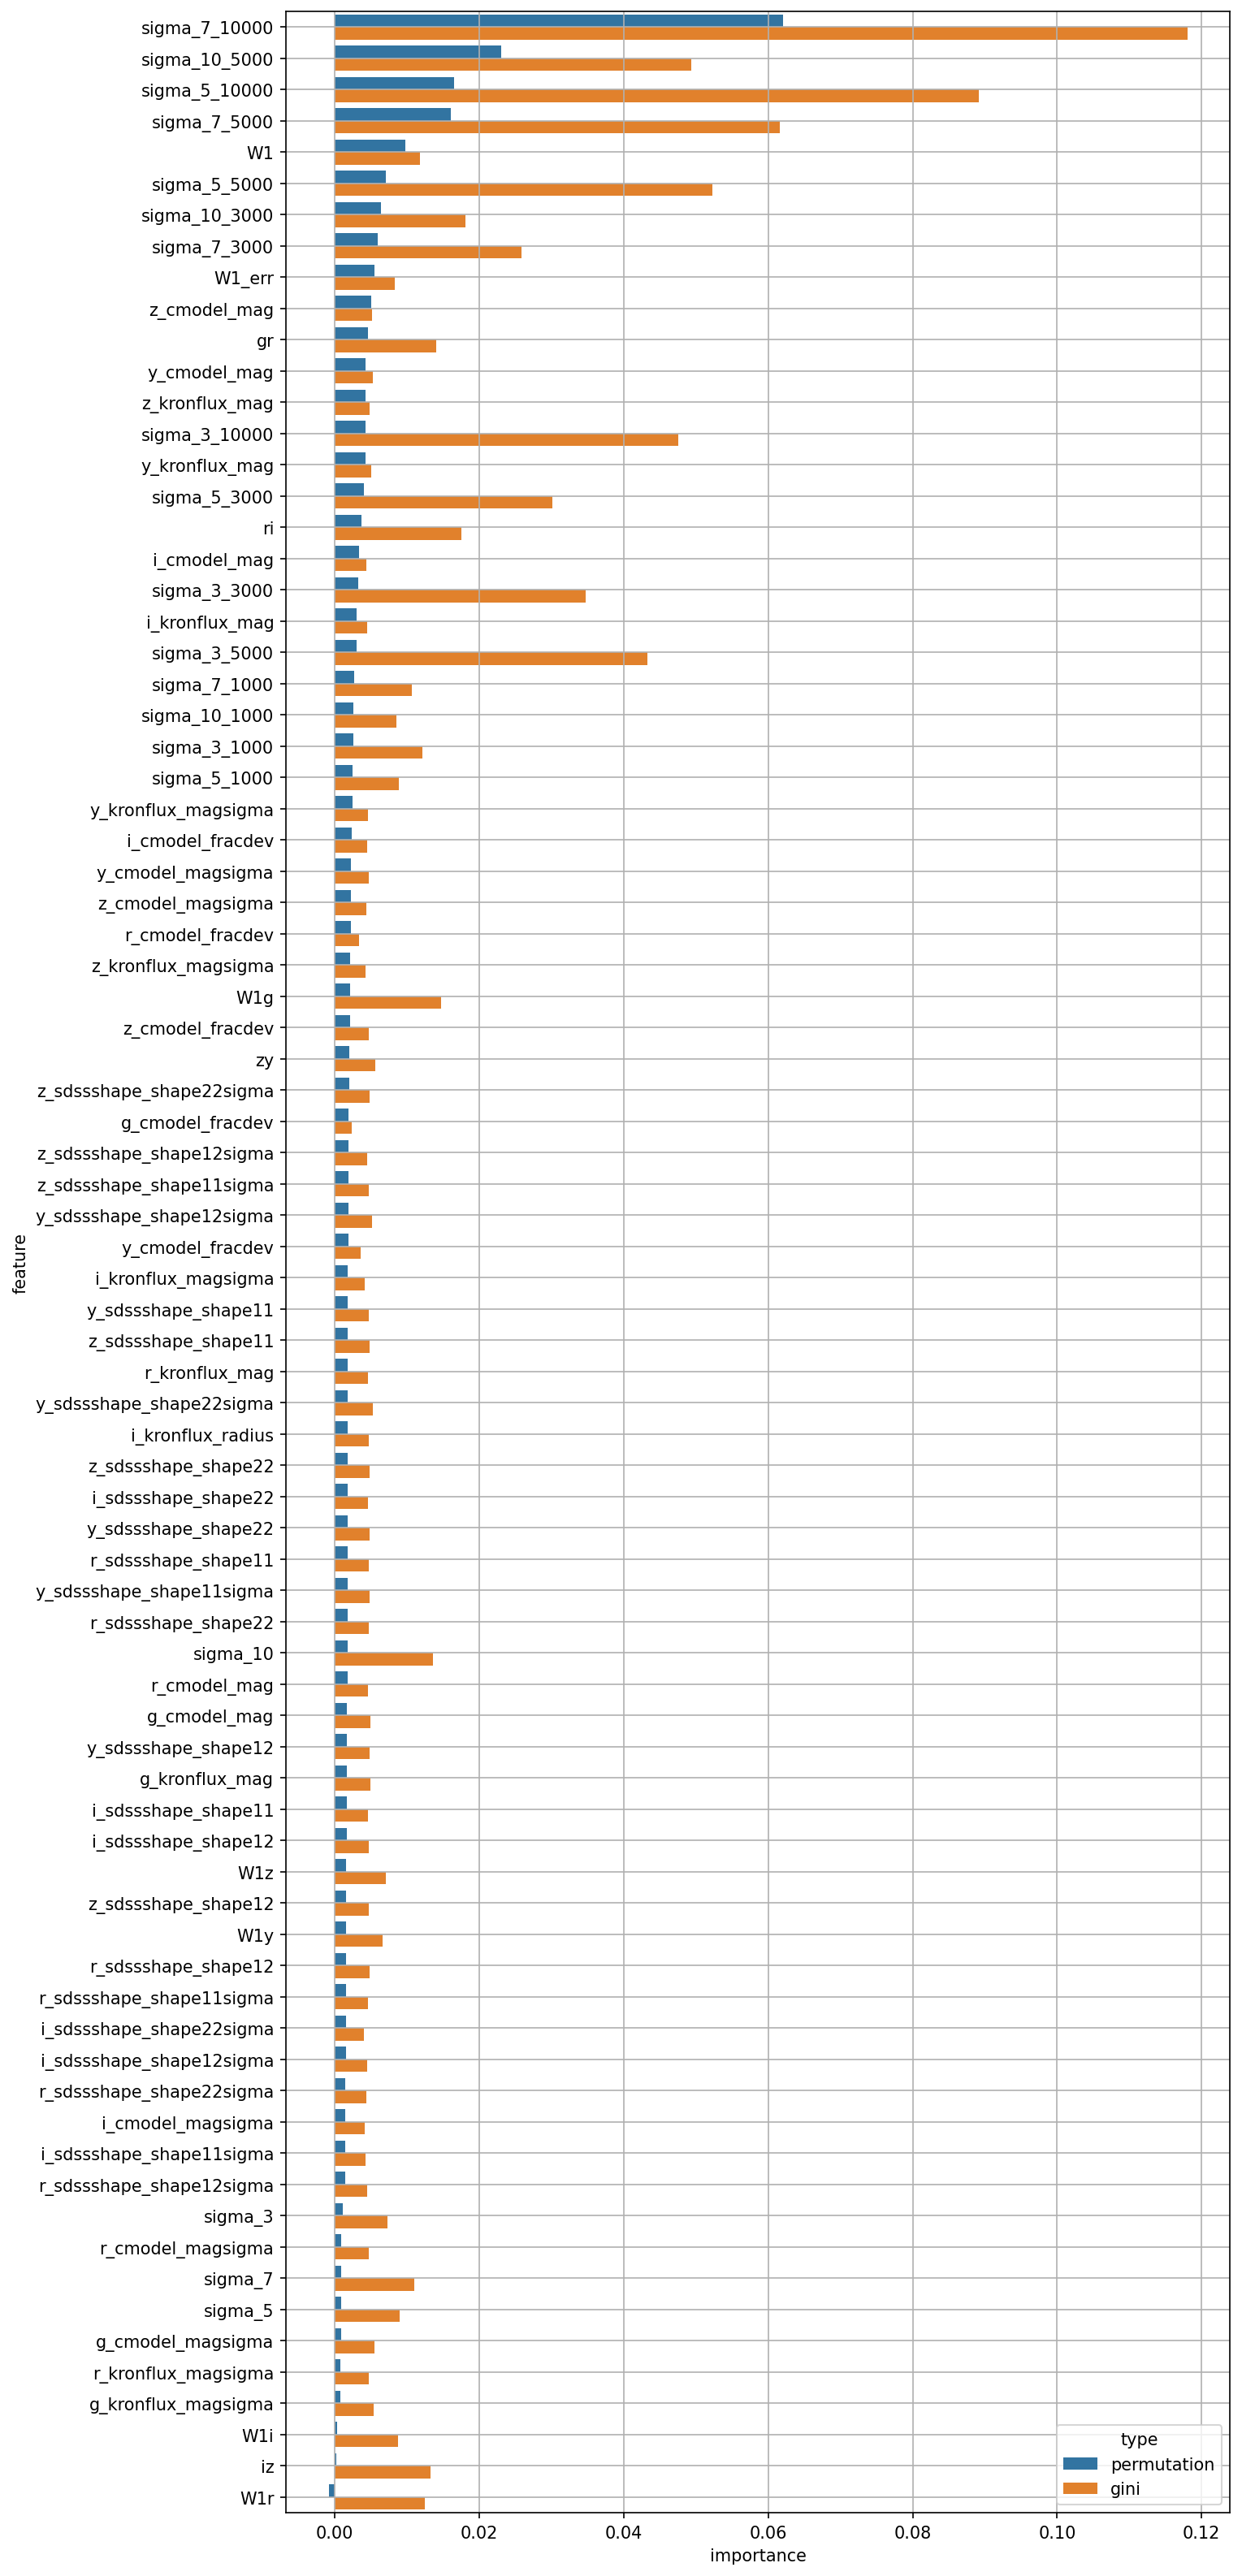 sigma_7_10000
sigma_10_5000
sigma_5_10000
sigma_7_5000
W1
sigma_5_5000
sigma_10_3000
sigma_7_3000
W1_err
z_cmodel_mag
gr
y_cmodel_mag
z_kronflux_mag
sigma_3_10000
y_kronflux_mag
sigma_5_3000
ri
i_cmodel_mag
sigma_3_3000
i_kronflux_mag
sigma_3_5000
sigma_7_1000
sigma_10_1000
sigma_3_1000
sigma_5_1000
y_kronflux_magsigma
i_cmodel_fracdev
y_cmodel_magsigma
z_cmodel_magsigma
r_cmodel_fracdev
z_kronflux_magsigma
W1g
z_cmodel_fracdev
zy
z_sdssshape_shape22sigma
g_cmodel_fracdev
z_sdssshape_shape12sigma
z_sdssshape_shape11sigma
y_sdssshape_shape12sigma
y_cmodel_fracdev
i_kronflux_magsigma
y_sdssshape_shape11
z_sdssshape_shape11
r_kronflux_mag
y_sdssshape_shape22sigma
i_kronflux_radius
z_sdssshape_shape22
i_sdssshape_shape22
y_sdssshape_shape22
r_sdssshape_shape11
y_sdssshape_shape11sigma
r_sdssshape_shape22
sigma_10
r_cmodel_mag
g_cmodel_mag
y_sdssshape_shape12
g_kronflux_mag
i_sdssshape_shape11
i_sdssshape_shape12
W1z
z_sdssshape_shape12
W1y
r_sdssshape_shape12
r_sdssshape_shape11sigma
i_sdssshape_shape22sigma
i_sdssshape_shape12sigma
r_sdssshape_shape22sigma
i_cmodel_magsigma
i_sdssshape_shape11sigma
r_sdssshape_shape12sigma
sigma_3
r_cmodel_magsigma
sigma_7
sigma_5
g_cmodel_magsigma
r_kronflux_magsigma
g_kronflux_magsigma
W1i
iz
W1r
feature
type
permutation
gini
0.00 0.02 0.04 0.06 0.08 0.10 0.12
importance